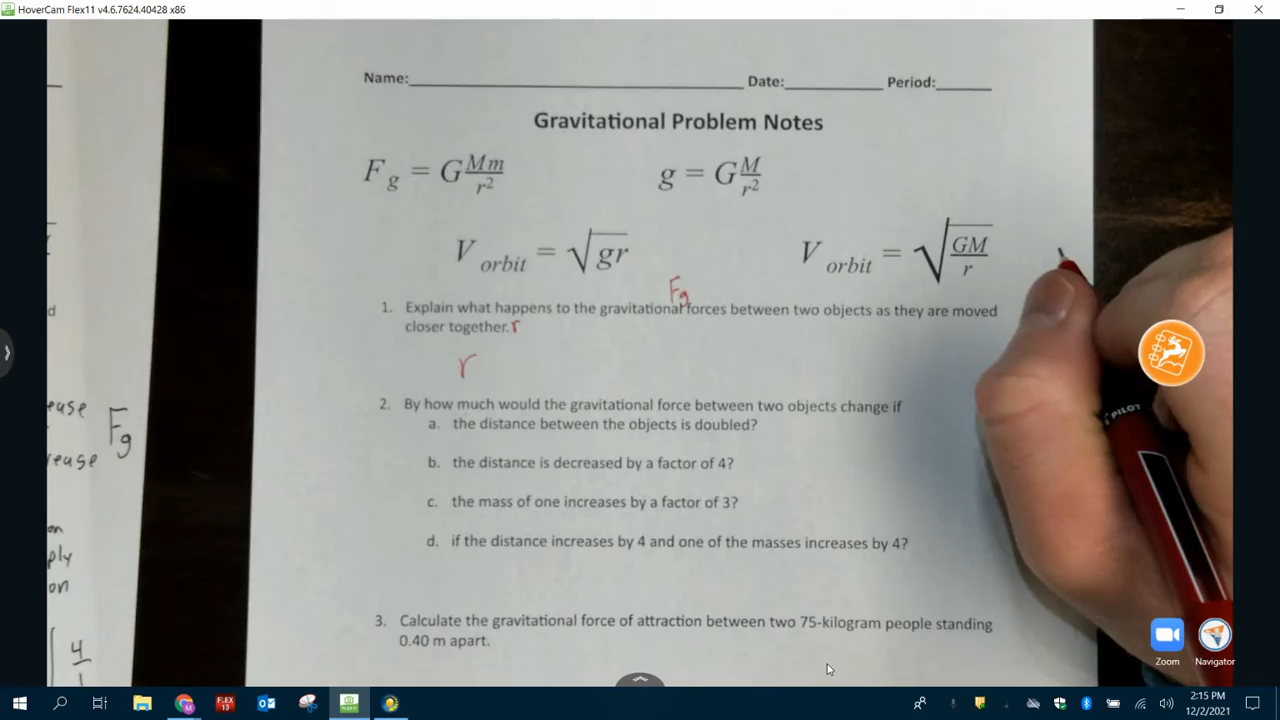 HoverCam Flex11 v4.6.7624.40428 x86
Name: Date: Period:
Gravitational Problem Notes
F g = G Mm/r² g = G M/r²
V orbit = √gr V orbit = √GM/r
Fg
1. Explain what happens to the gravitational forces between two objects as they are moved
closer together. r
r
2. By how much would the gravitational force between two objects change if
a. the distance between the objects is doubled?
b. the distance is decreased by a factor of 4?
c. the mass of one increases by a factor of 3?
d. if the distance increases by 4 and one of the masses increases by 4?
3. Calculate the gravitational force of attraction between two 75-kilogram people standing
0.40 m apart.
d
ease
Fg
rease
on
ply
on
4
PILOT
Zoom
Navigator
FLEX
13
FLEX11
2:15 PM
12/2/2021